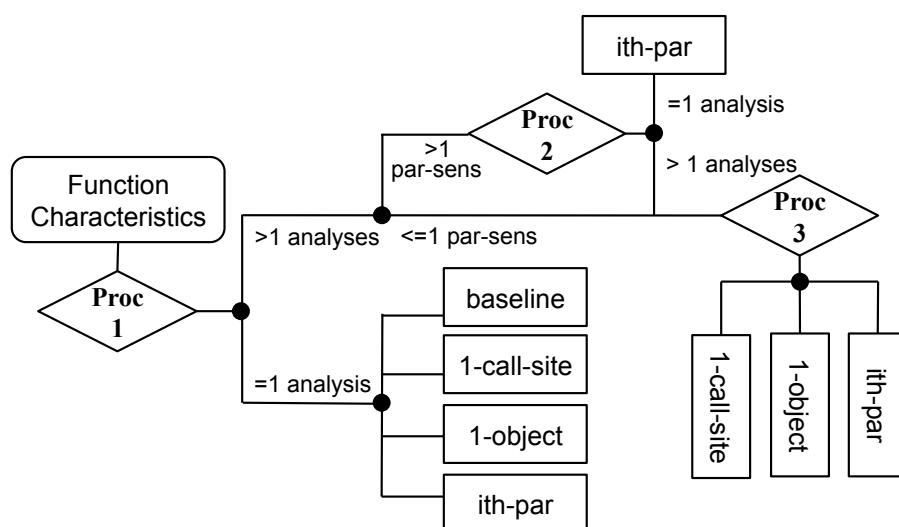 ith-par
=1 analysis
Proc
2
>1
par-sens
> 1 analyses
Function
Characteristics
>1 analyses
<=1 par-sens
Proc
3
Proc
1
baseline
1-call-site
=1 analysis
1-object
ith-par
1-call-site
1-object
ith-par